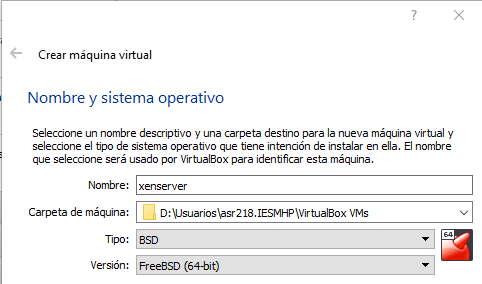 ?
Crear máquina virtual
Nombre y sistema operativo
Seleccione un nombre descriptivo y una carpeta destino para la nueva máquina virtual y
seleccione el tipo de sistema operativo que tiene intención de instalar en ella. El nombre
que seleccione será usado por VirtualBox para identificar esta máquina.
Nombre: xenserver
Carpeta de máquina: D:\Usuarios\asr218.IESMHP\VirtualBox VMs
Tipo: BSD
64
Versión: FreeBSD (64-bit)